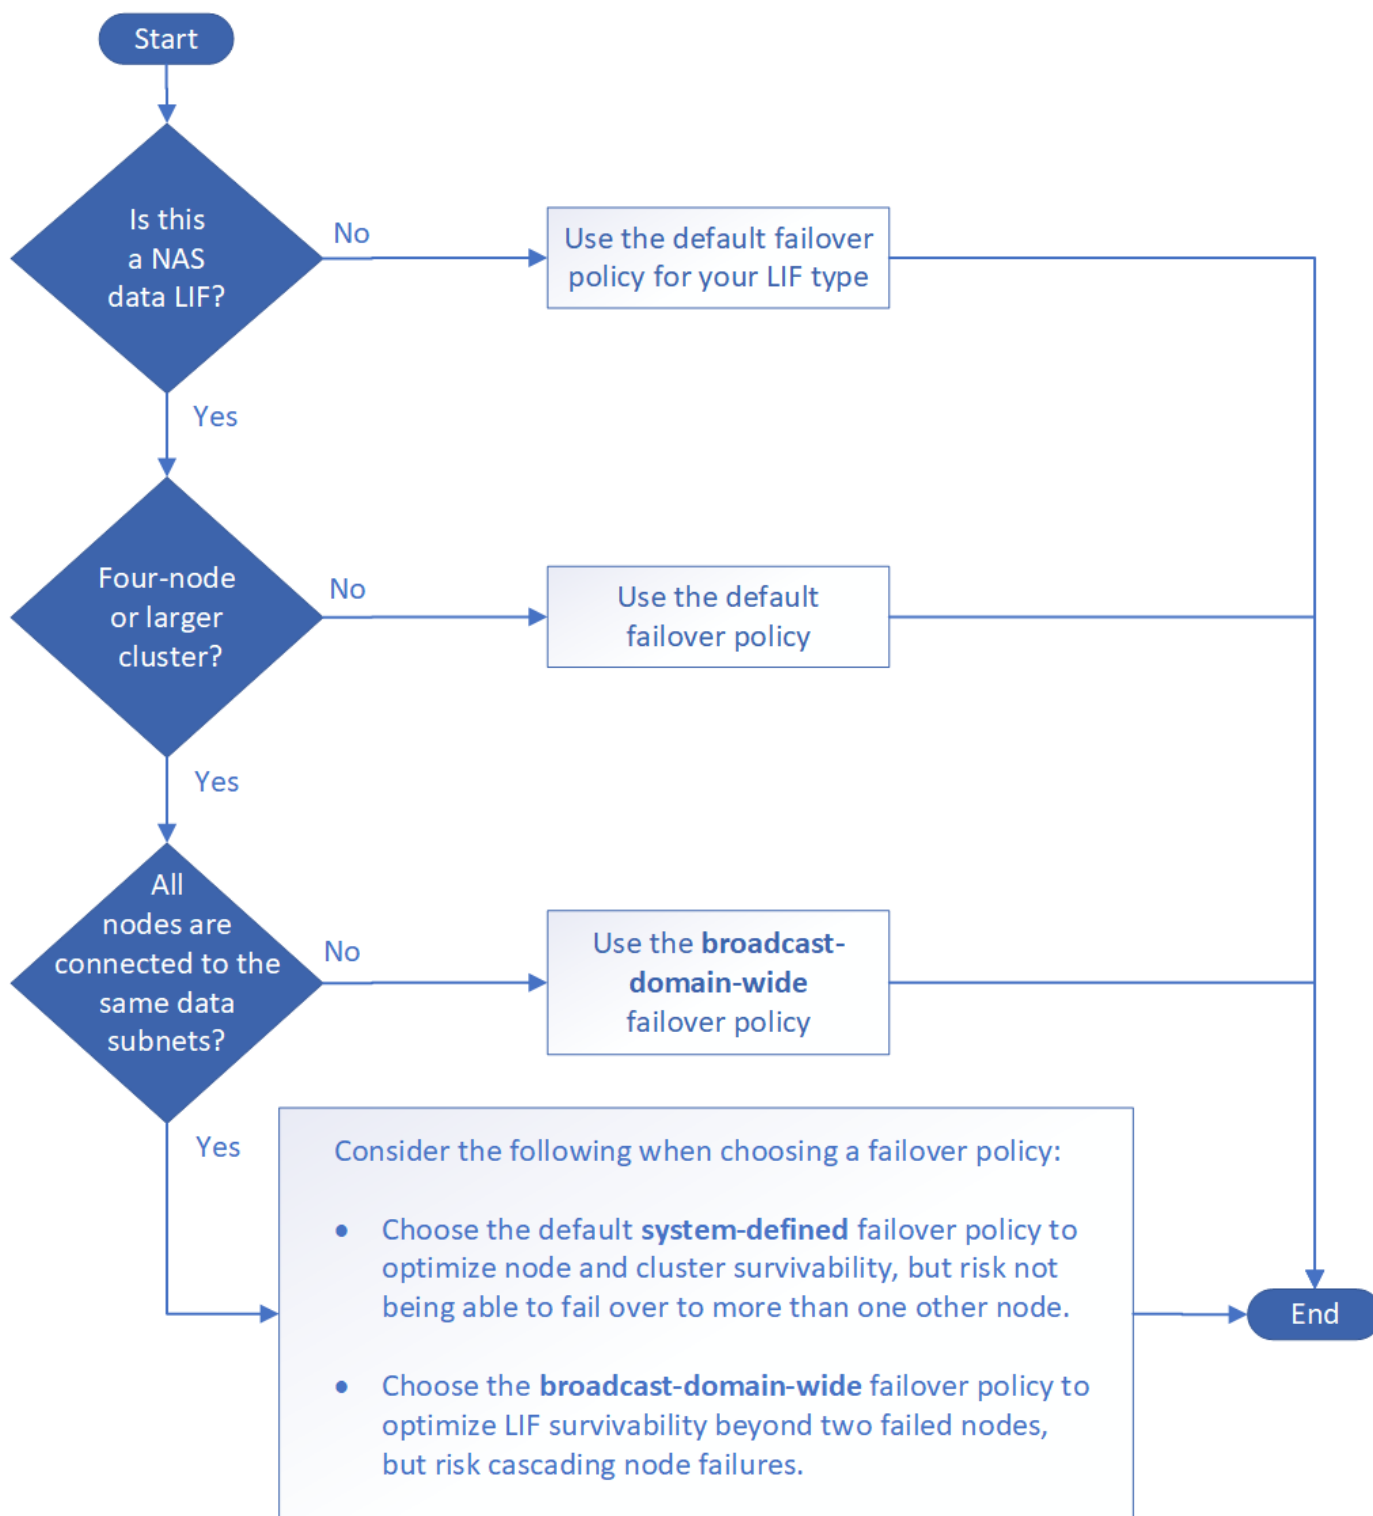 Start
Is this
a NAS
data LIF?
No
Use the default failover
policy for your LIF type
Yes
Four-node
or larger
cluster?
No
Use the default
failover policy
Yes
All
nodes are
connected to the
same data
subnets?
No
Use the broadcast-
domain-wide
failover policy
Yes
Consider the following when choosing a failover policy:
• Choose the default system-defined failover policy to
optimize node and cluster survivability, but risk not
being able to fail over to more than one other node.
• Choose the broadcast-domain-wide failover policy to
optimize LIF survivability beyond two failed nodes,
but risk cascading node failures.
End